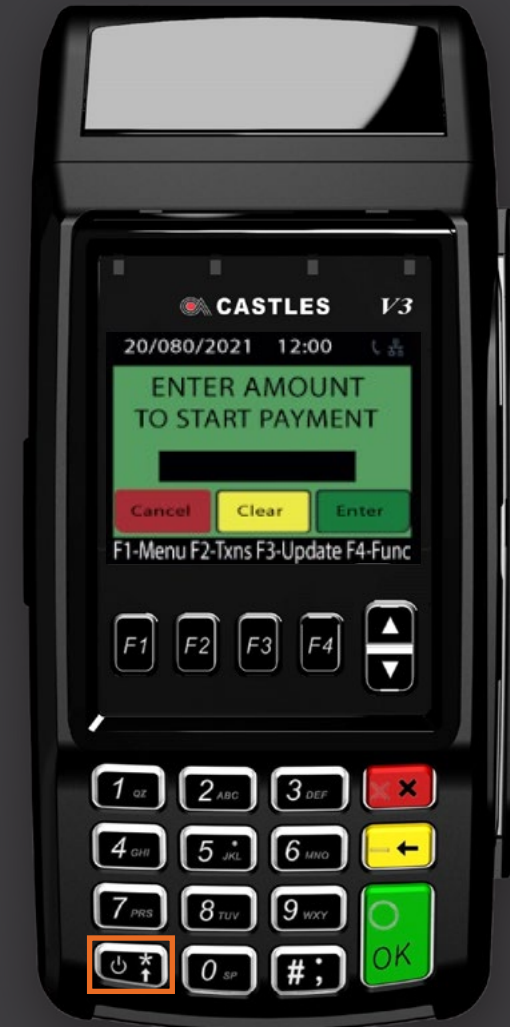 CASTLES V3
20/080/2021 12:00
ENTER AMOUNT
TO START PAYMENT
Cancel Clear Enter
F1-Menu F2-Txns F3-Update F4-Func
F1 F2 F3 F4
1 QZ 2 ABC 3 DEF
4 GHI 5 JKL 6 MNO
7 PRS 8 TUV 9 WXY
* 0 SP # ; OK